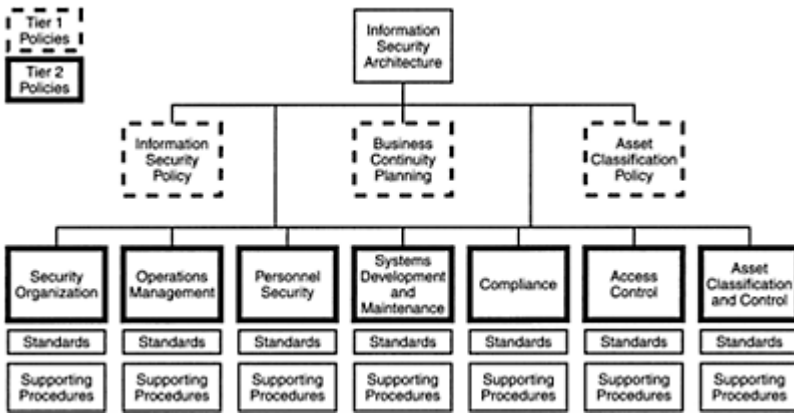 Tier 1
Policies
Tier 2
Policies
Information
Security
Architecture
Information
Security
Policy
Business
Continuity
Planning
Asset
Classification
Policy
Security
Organization
Operations
Management
Personnel
Security
Systems
Development
and
Maintenance
Compliance
Access
Control
Asset
Classification
and Control
Standards
Standards
Standards
Standards
Standards
Standards
Standards
Supporting
Procedures
Supporting
Procedures
Supporting
Procedures
Supporting
Procedures
Supporting
Procedures
Supporting
Procedures
Supporting
Procedures